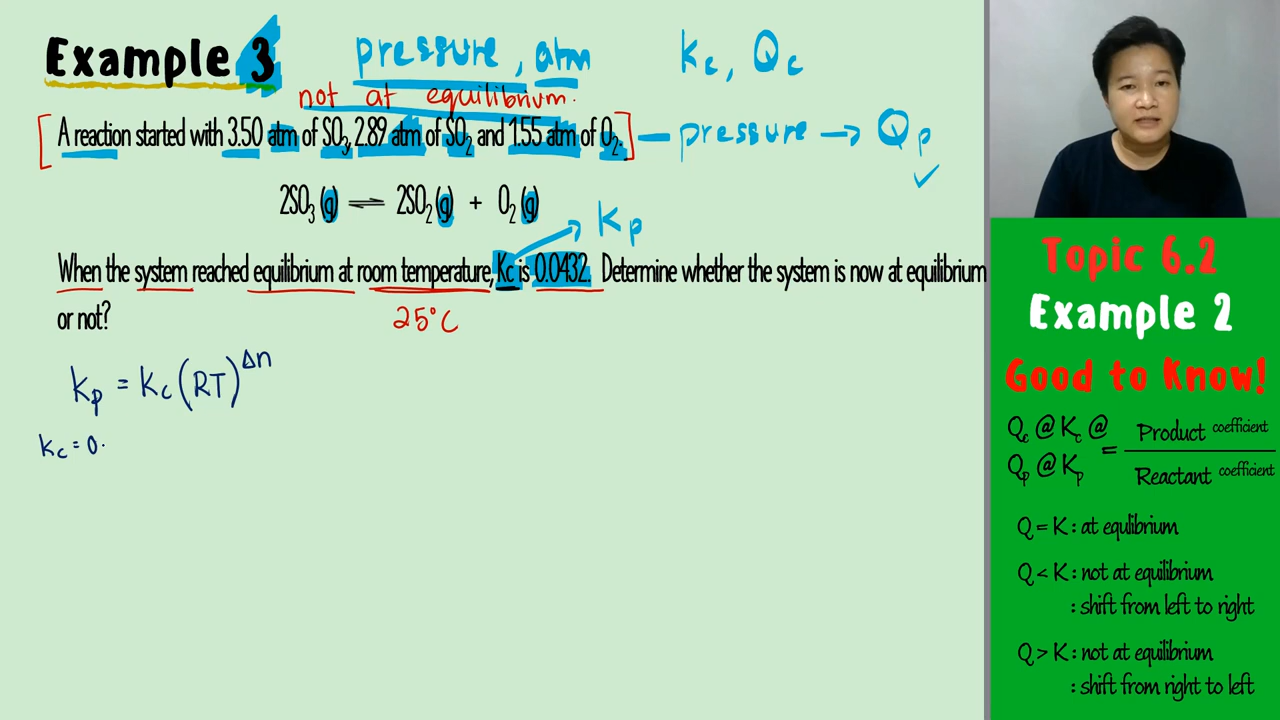 Example 3
pressure, atm
Kc, Qc
not at equilibrium.
[A reaction started with 3.50 atm of SO3, 2.89 atm of SO2 and 1.55 atm of O2.] — pressure → Qp ✓
2SO3(g) ⇌ 2SO2(g) + O2(g)
Kp
When the system reached equilibrium at room temperature, Kc is 0.0432. Determine whether the system is now at equilibrium
or not?
25°C
Kp = Kc(RT)^Δn
Kc = 0.
Topic 6.2
Example 2
Good to Know!
Qc @ Kc @
Qp @ Kp
= Product coefficient
Reactant coefficient
Q = K : at equlibrium
Q < K : not at equilibrium
: shift from left to right
Q > K : not at equilibrium
: shift from right to left